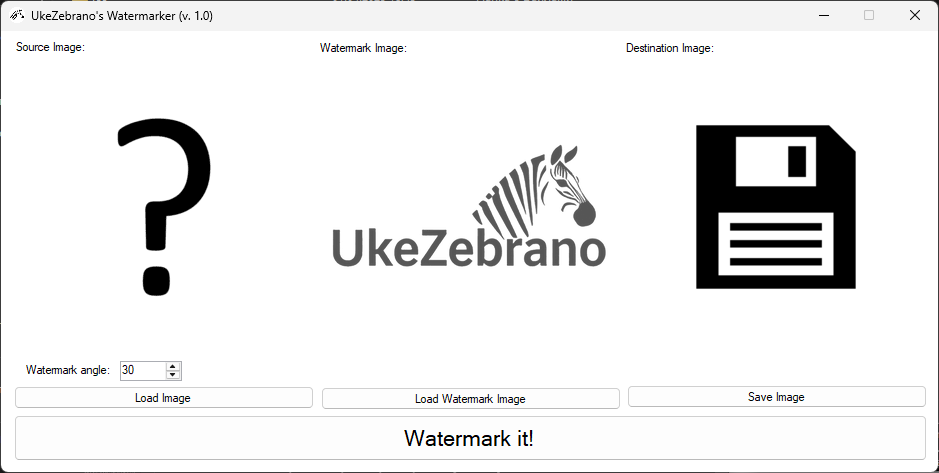 UkeZebrano's Watermarker (v. 1.0)
Source Image:
Watermark Image:
Destination Image:
?
UkeZebrano
Watermark angle: 30
Load Image
Load Watermark Image
Save Image
Watermark it!